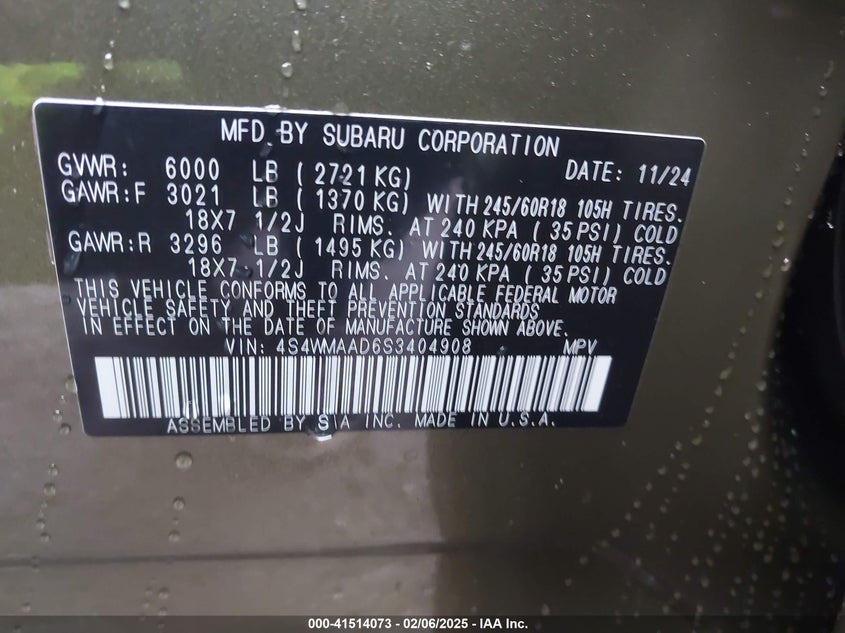 MFD BY SUBARU CORPORATION
GVWR: 6000 LB ( 2721 KG) DATE: 11/24
GAWR:F 3021 LB ( 1370 KG) WITH 245/60R18 105H TIRES.
18X7 1/2J RIMS. AT 240 KPA ( 35 PSI) COLD
GAWR:R 3296 LB ( 1495 KG) WITH 245/60R18 105H TIRES.
18X7 1/2J RIMS. AT 240 KPA ( 35 PSI) COLD
THIS VEHICLE CONFORMS TO ALL APPLICABLE FEDERAL MOTOR
VEHICLE SAFETY AND THEFT PREVENTION STANDARDS
IN EFFECT ON THE DATE OF MANUFACTURE SHOWN ABOVE.
VIN: 4S4WMAAD6S3404908 MPV
ASSEMBLED BY SIA INC. MADE IN U.S.A.
000-41514073 - 02/06/2025 - IAA Inc.